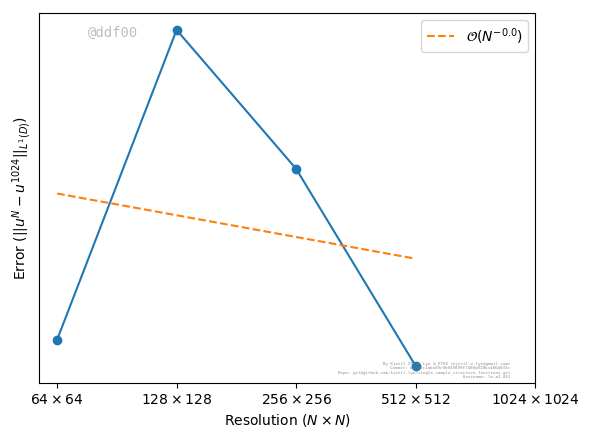 @ddf00
𝒪(N^{-0.0})
Error (||u^N − u^{1024}||_{L^1(D)})
64 × 64
128 × 128
256 × 256
512 × 512
1024 × 1024
Resolution (N × N)